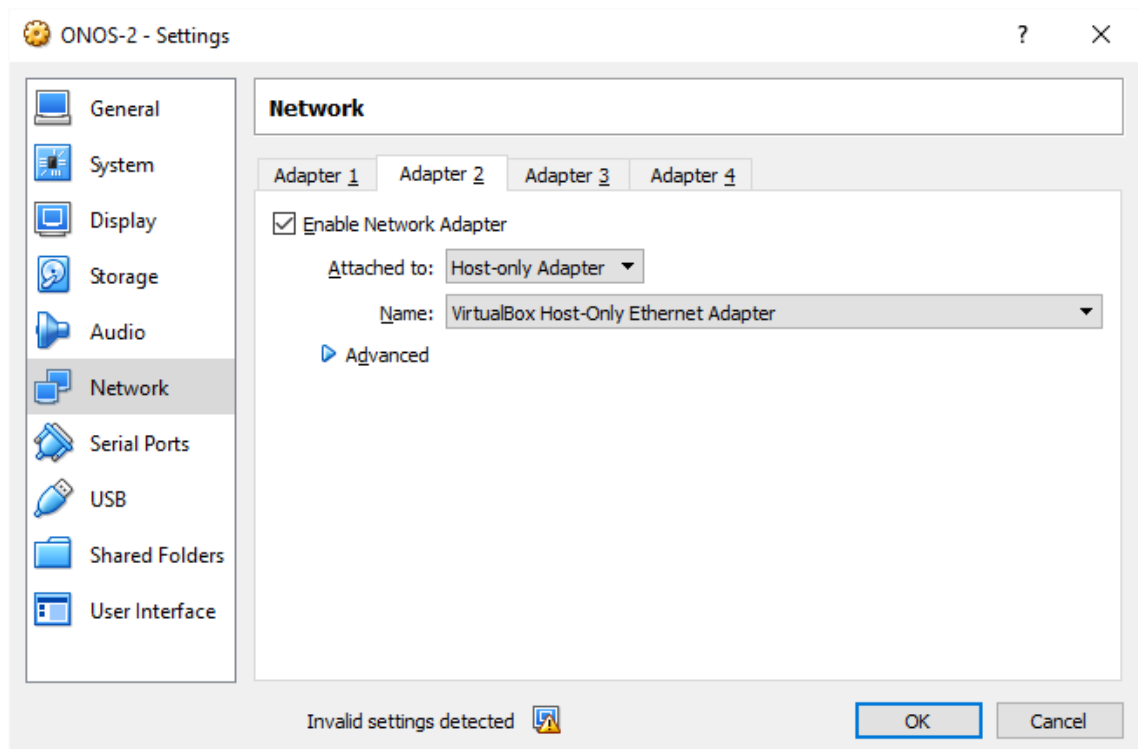 ONOS-2 - Settings
?
General
System
Display
Storage
Audio
Network
Serial Ports
USB
Shared Folders
User Interface
Network
Adapter 1 Adapter 2 Adapter 3 Adapter 4
Enable Network Adapter
Attached to: Host-only Adapter
Name: VirtualBox Host-Only Ethernet Adapter
Advanced
Invalid settings detected
OK Cancel